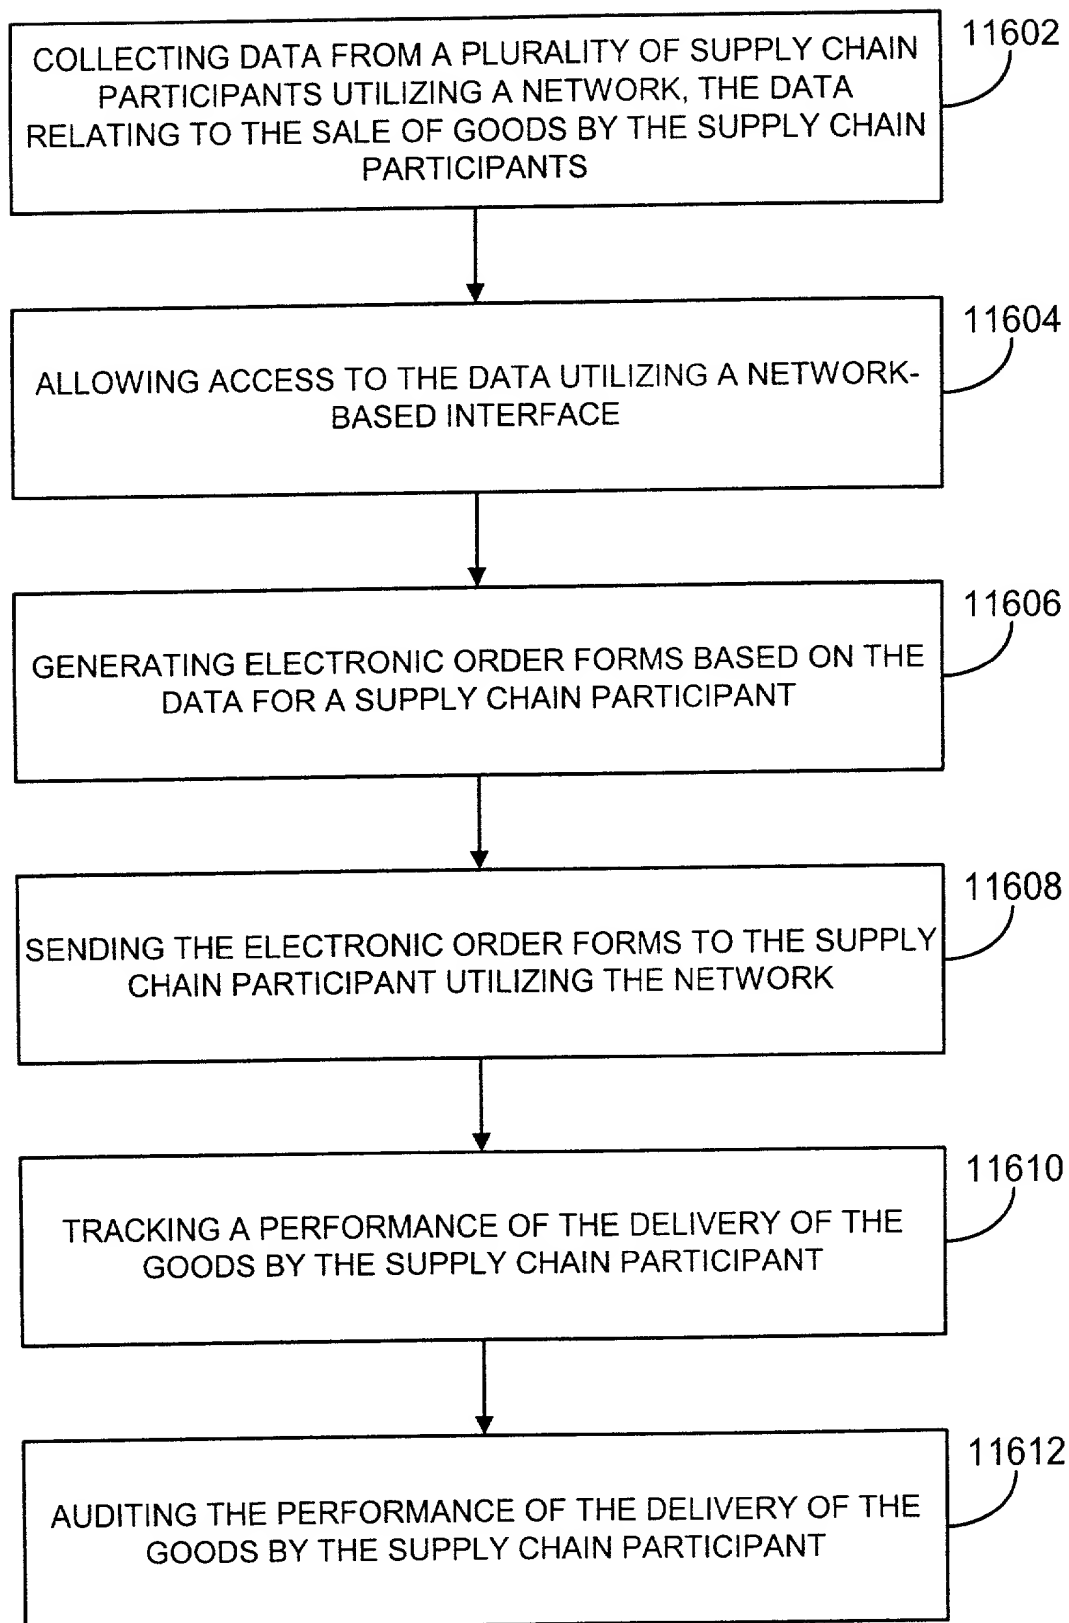 11602
COLLECTING DATA FROM A PLURALITY OF SUPPLY CHAIN
PARTICIPANTS UTILIZING A NETWORK, THE DATA
RELATING TO THE SALE OF GOODS BY THE SUPPLY CHAIN
PARTICIPANTS
11604
ALLOWING ACCESS TO THE DATA UTILIZING A NETWORK-
BASED INTERFACE
11606
GENERATING ELECTRONIC ORDER FORMS BASED ON THE
DATA FOR A SUPPLY CHAIN PARTICIPANT
11608
SENDING THE ELECTRONIC ORDER FORMS TO THE SUPPLY
CHAIN PARTICIPANT UTILIZING THE NETWORK
11610
TRACKING A PERFORMANCE OF THE DELIVERY OF THE
GOODS BY THE SUPPLY CHAIN PARTICIPANT
11612
AUDITING THE PERFORMANCE OF THE DELIVERY OF THE
GOODS BY THE SUPPLY CHAIN PARTICIPANT